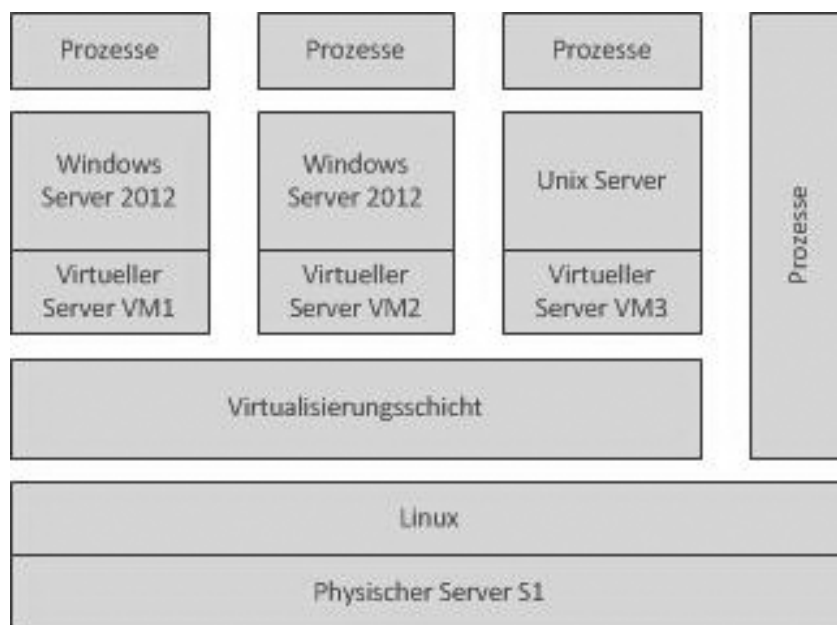 Prozesse
Prozesse
Prozesse
Prozesse
Windows
Server 2012
Windows
Server 2012
Unix Server
Virtueller
Server VM1
Virtueller
Server VM2
Virtueller
Server VM3
Virtualisierungsschicht
Linux
Physischer Server S1